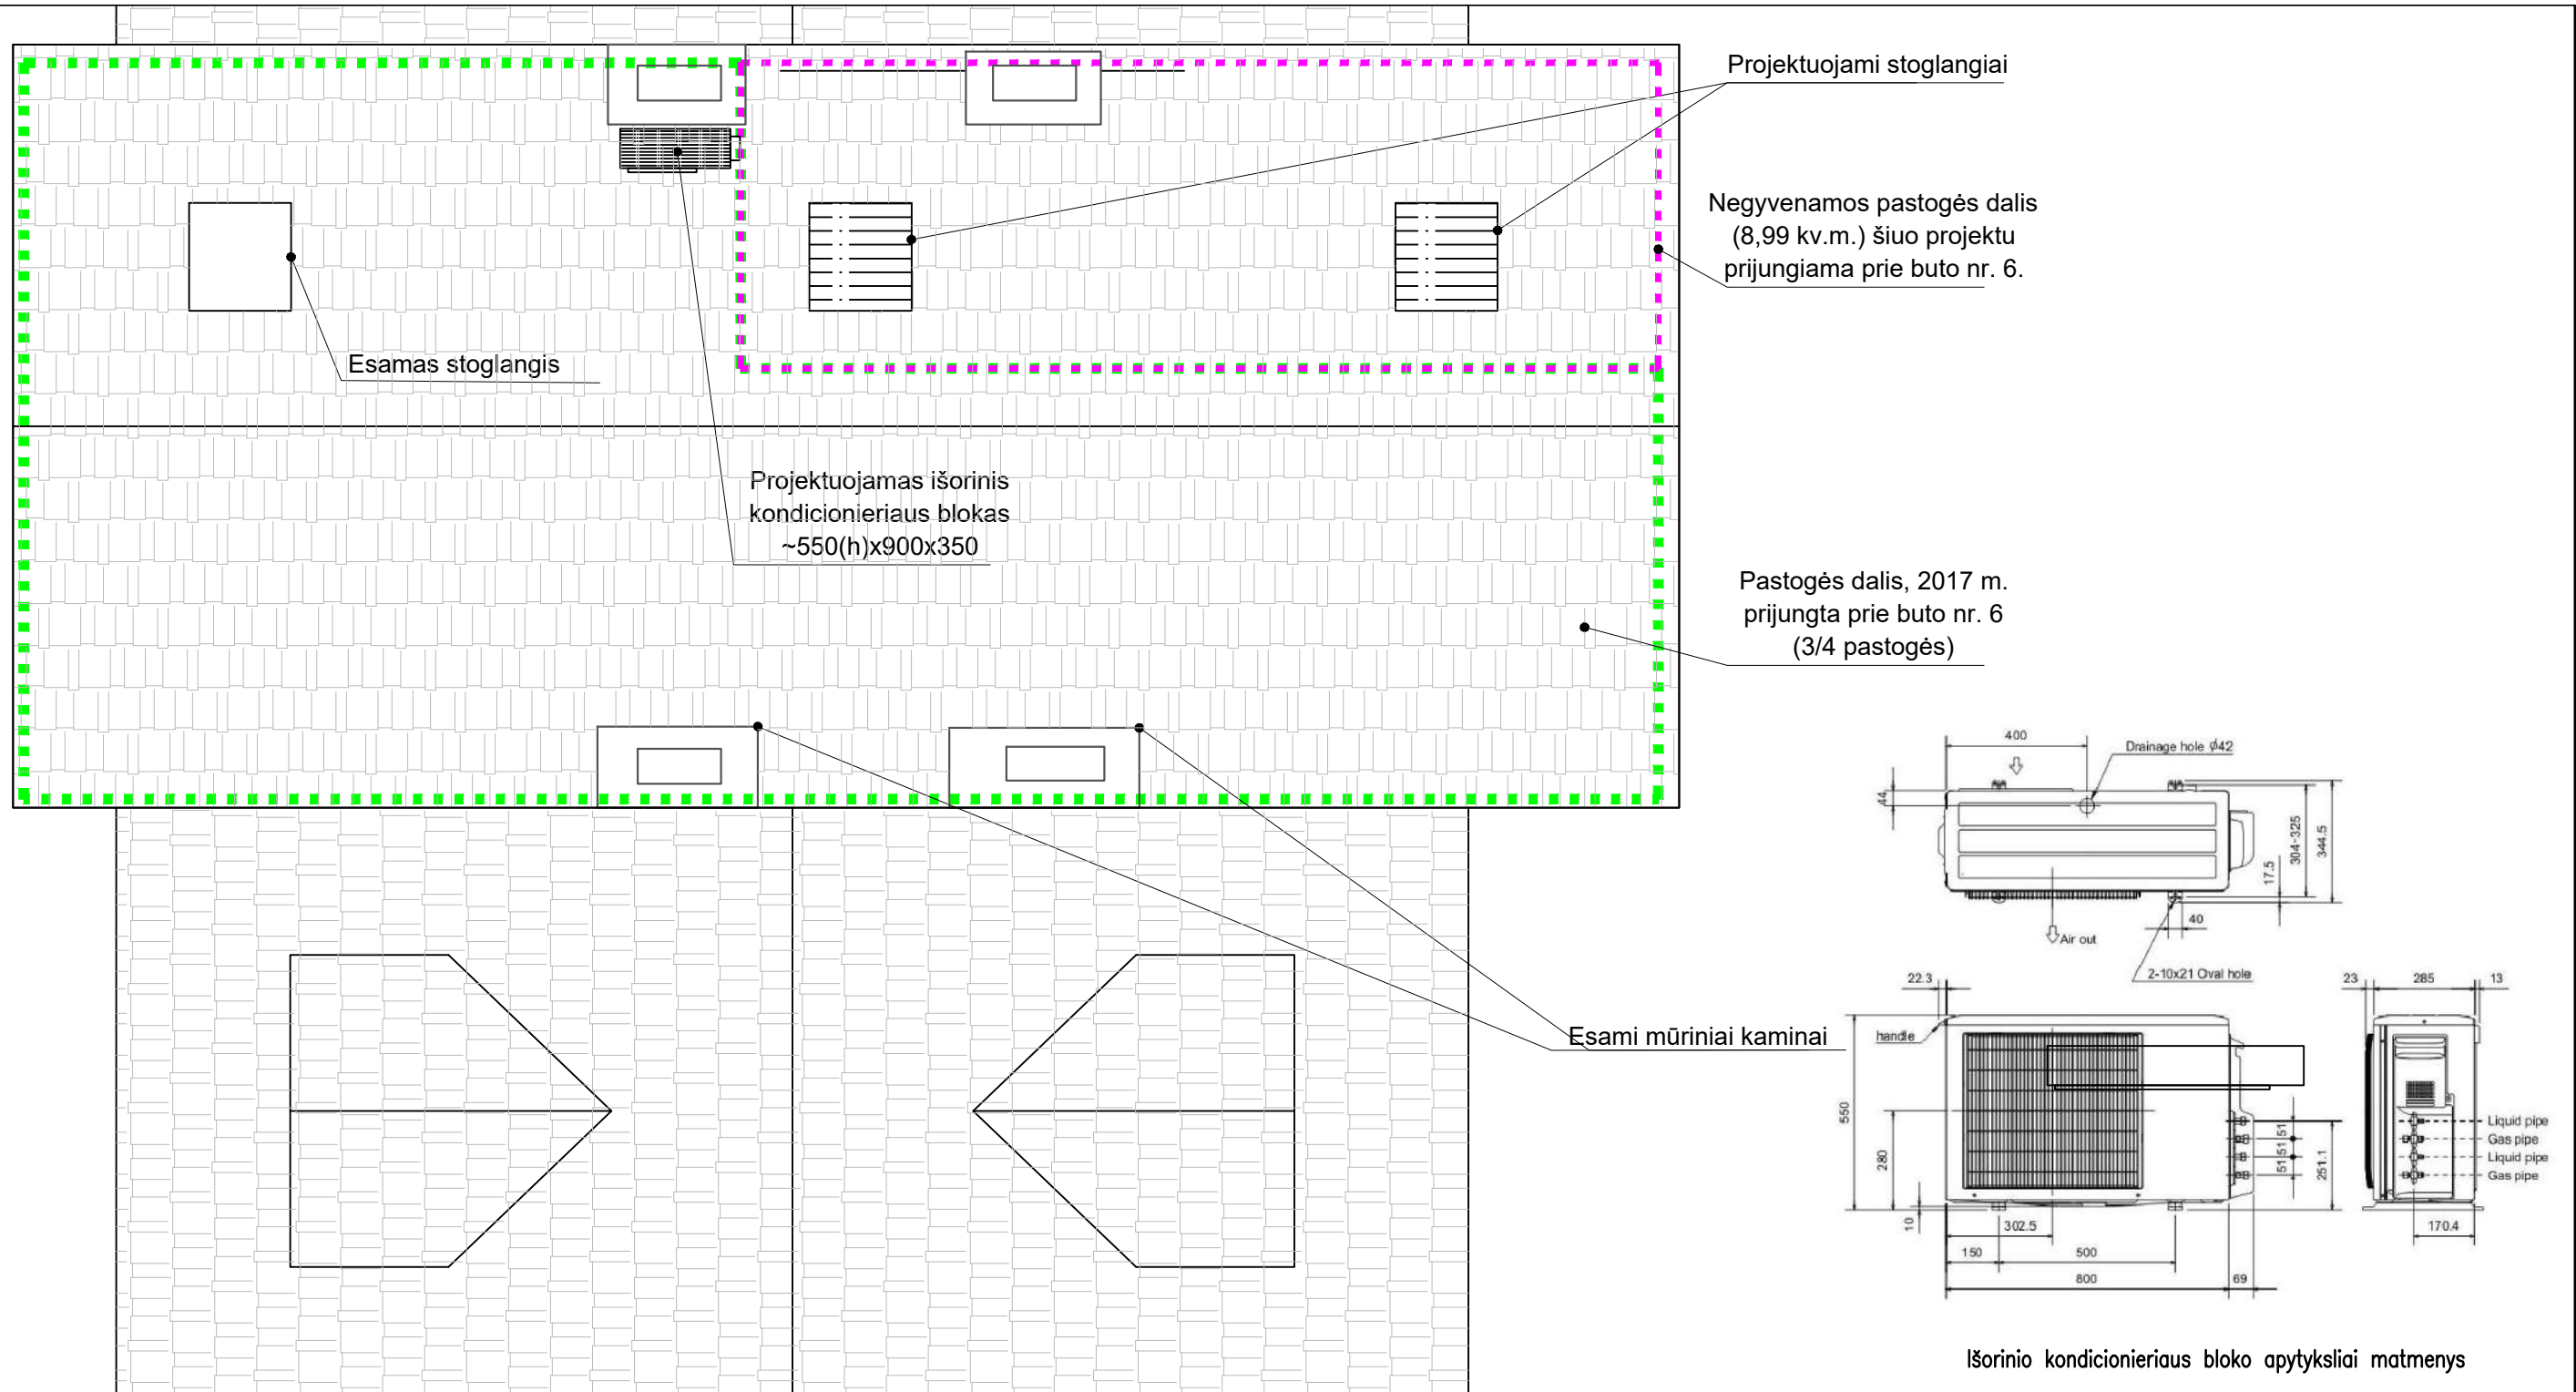 Projektuojami stoglangiai
Negyvenamos pastogės dalis
(8,99 kv.m.) šiuo projektu
prijungiama prie buto nr. 6.
Esamas stoglangis
Projektuojamas išorinis
kondicionieriaus blokas
~550(h)x900x350
Pastogės dalis, 2017 m.
prijungta prie buto nr. 6
(3/4 pastogės)
Esami mūriniai kaminai
400
Drainage hole Ø42
44
304-325
344.5
17.5
40
Air out
2-10x21 Oval hole
22.3
23
285
13
handle
550
280
10
51
51
51
251.1
Liquid pipe
Gas pipe
Liquid pipe
Gas pipe
302.5
170.4
150
500
800
69
Išorinio kondicionieriaus bloko apytyksliai matmenys